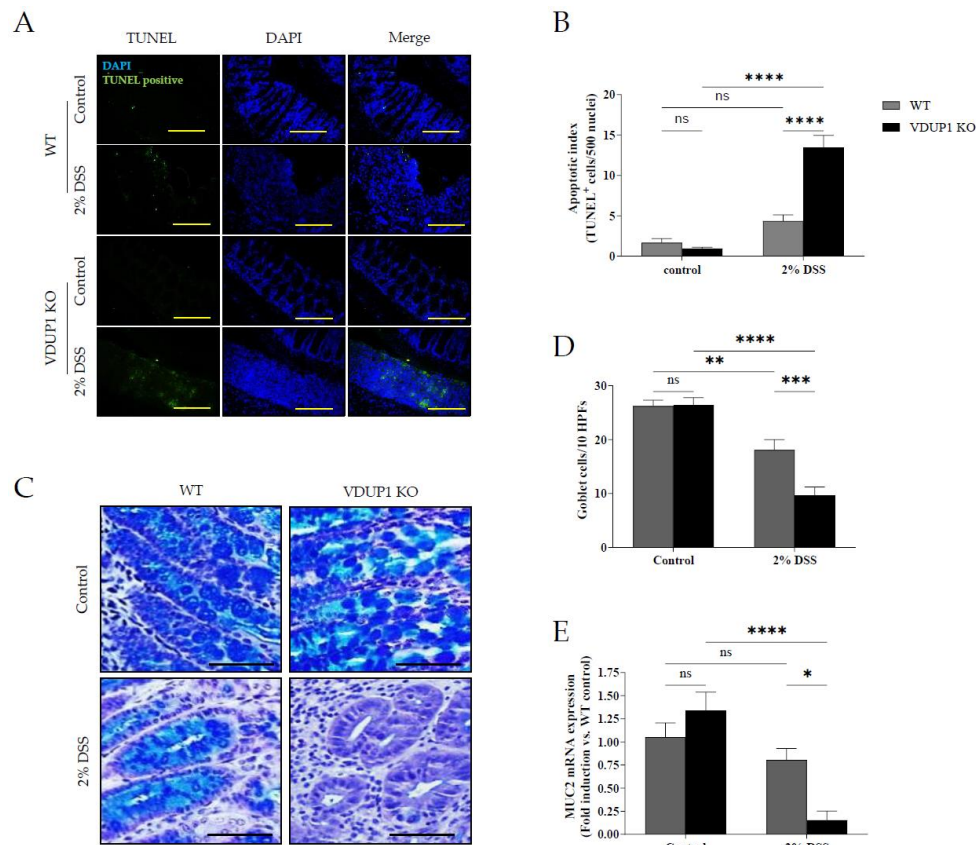 A
TUNEL
DAPI
Merge
DAPI
TUNEL positive
WT
Control
2% DSS
VDUP1 KO
Control
2% DSS
B
Apoptotic index
(TUNEL⁺ cells/500 nuclei)
20
15
10
5
0
ns
ns
****
****
control
2% DSS
WT
VDUP1 KO
C
WT
VDUP1 KO
Control
2% DSS
D
Goblet cells/10 HPFs
30
20
10
0
ns
**
****
***
Control
2% DSS
E
MUC2 mRNA expression
(Fold induction vs. WT control)
1.75
1.50
1.25
1.00
0.75
0.50
0.25
0.00
ns
ns
****
*
Control
2% DSS